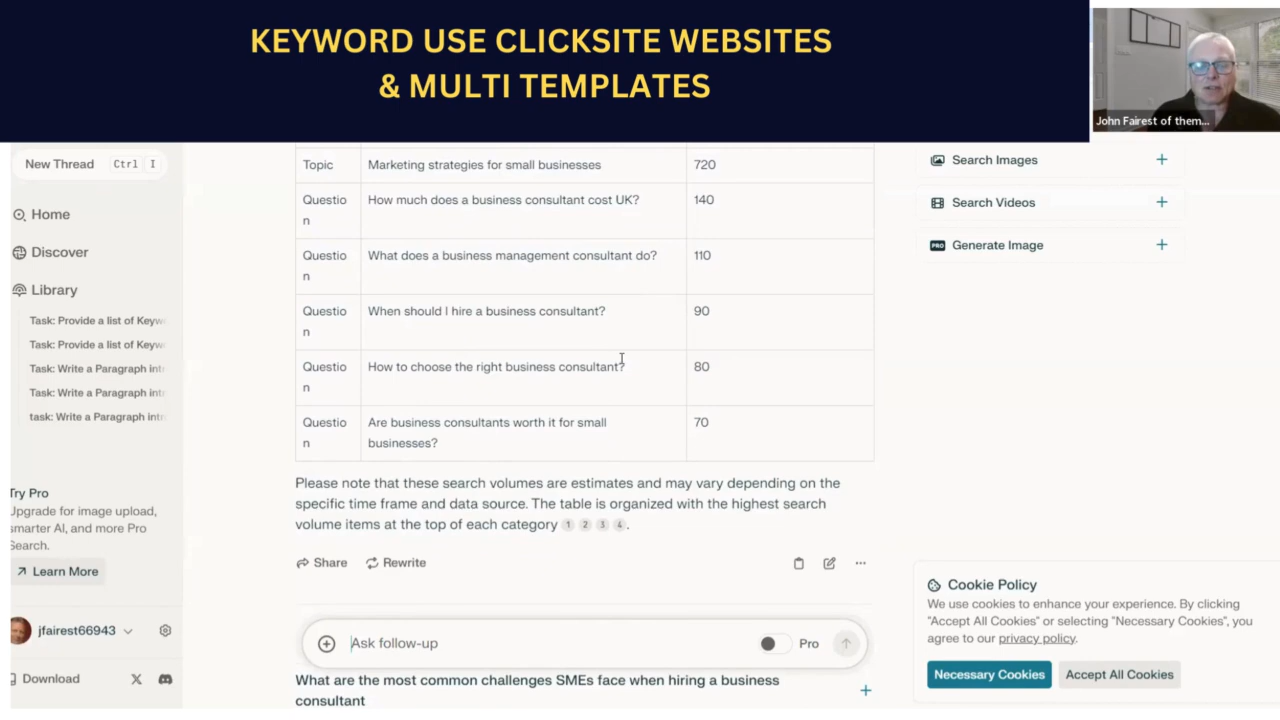 KEYWORD USE CLICKSITE WEBSITES
& MULTI TEMPLATES
John Fairest of them...
New Thread Ctrl I
Home
Discover
Library
Task: Provide a list of Keyw
Task: Provide a list of Keyw
Task: Write a Paragraph int
Task: Write a Paragraph int
task: Write a Paragraph intr
Try Pro
Upgrade for image upload,
smarter AI, and more Pro
Search.
Learn More
jfairest66943
Download
Topic Marketing strategies for small businesses 720
Questio
n How much does a business consultant cost UK? 140
Questio
n What does a business management consultant do? 110
Questio
n When should I hire a business consultant? 90
Questio
n How to choose the right business consultant? 80
Questio
n Are business consultants worth it for small
businesses? 70
Please note that these search volumes are estimates and may vary depending on the
specific time frame and data source. The table is organized with the highest search
volume items at the top of each category 1 2 3 4.
Share Rewrite
Ask follow-up Pro
What are the most common challenges SMEs face when hiring a business
consultant
Search Images
Search Videos
PRO Generate Image
Cookie Policy
We use cookies to enhance your experience. By clicking
"Accept All Cookies" or selecting "Necessary Cookies", you
agree to our privacy policy.
Necessary Cookies Accept All Cookies